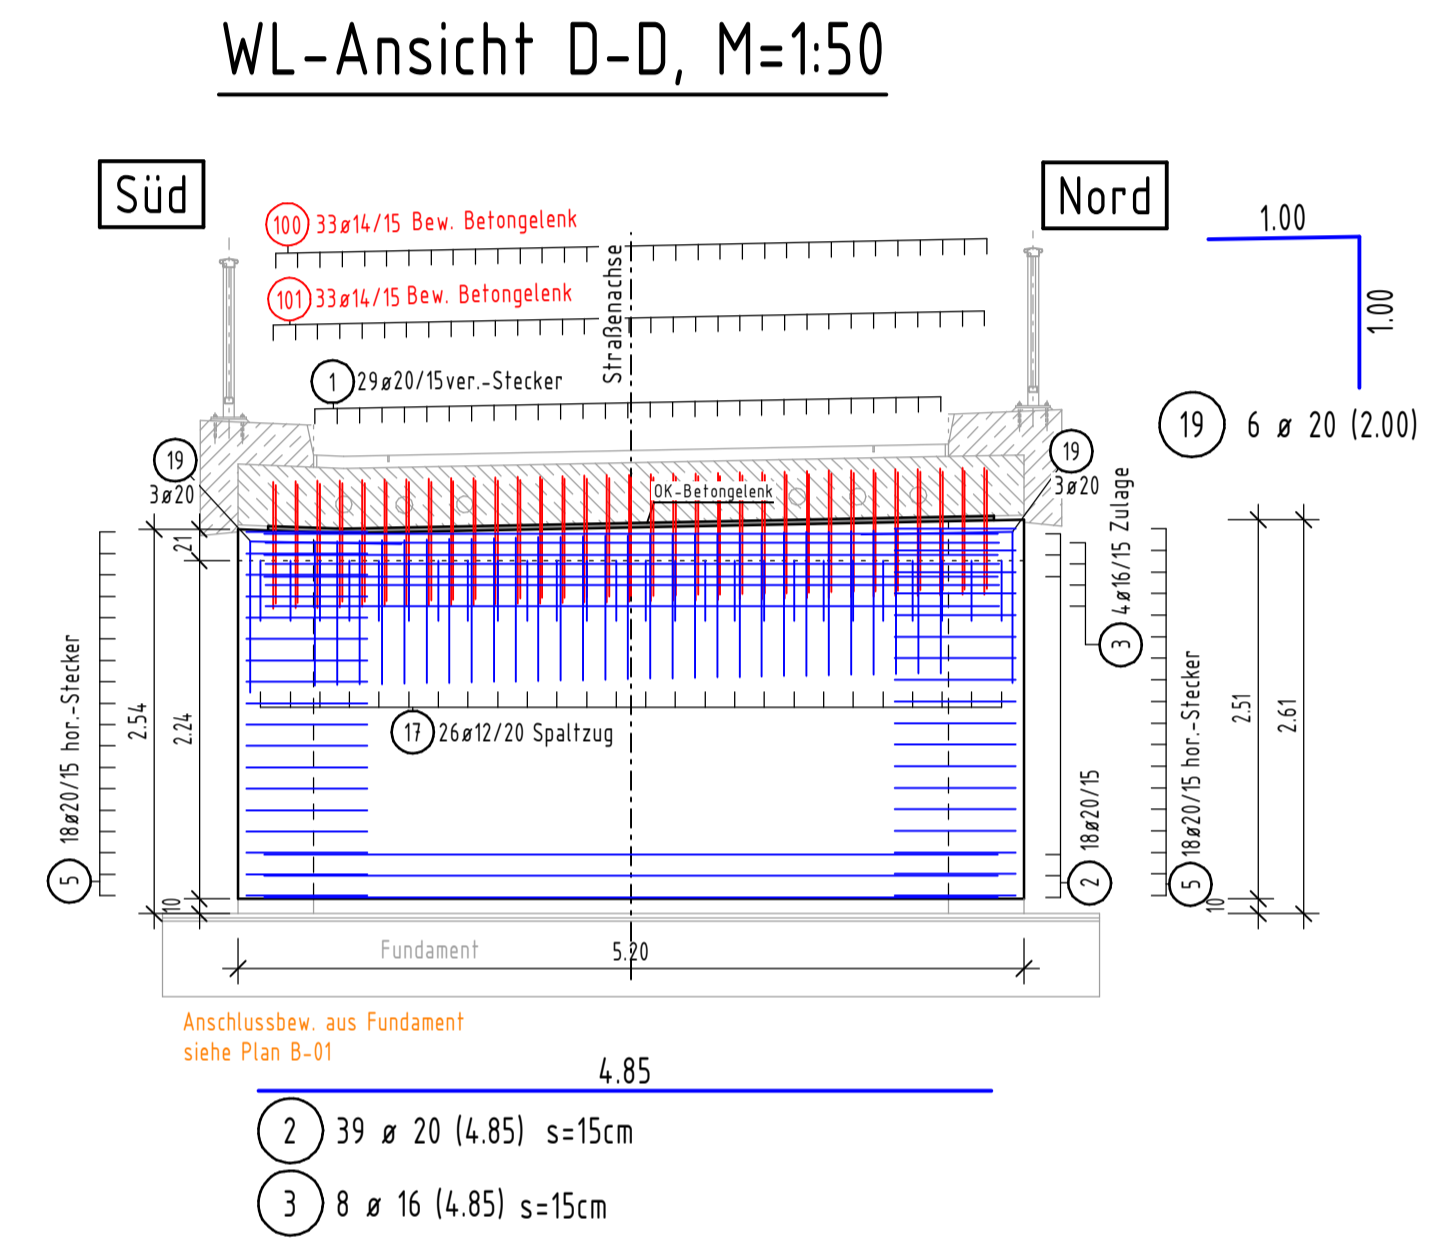 WL-Ansicht D-D, M=1:50
Süd
Nord
100 33ø14/15 Bew. Betongelenk
101 33ø14/15 Bew. Betongelenk
1 29ø20/15ver.-Stecker
Straßenachse
1.00
1.00
19 6 ø 20 (2.00)
19
3ø20
19
3ø20
OK-Betongelenk
21
2.54
2.24
10
5 18ø20/15 hor.-Stecker
3 4ø16/15 Zulage
2 18ø20/15
5 18ø20/15 hor.-Stecker
2.51
2.61
10
17 26ø12/20 Spaltzug
Fundament
5.20
Anschlussbew. aus Fundament
siehe Plan B-01
4.85
2 39 ø 20 (4.85) s=15cm
3 8 ø 16 (4.85) s=15cm